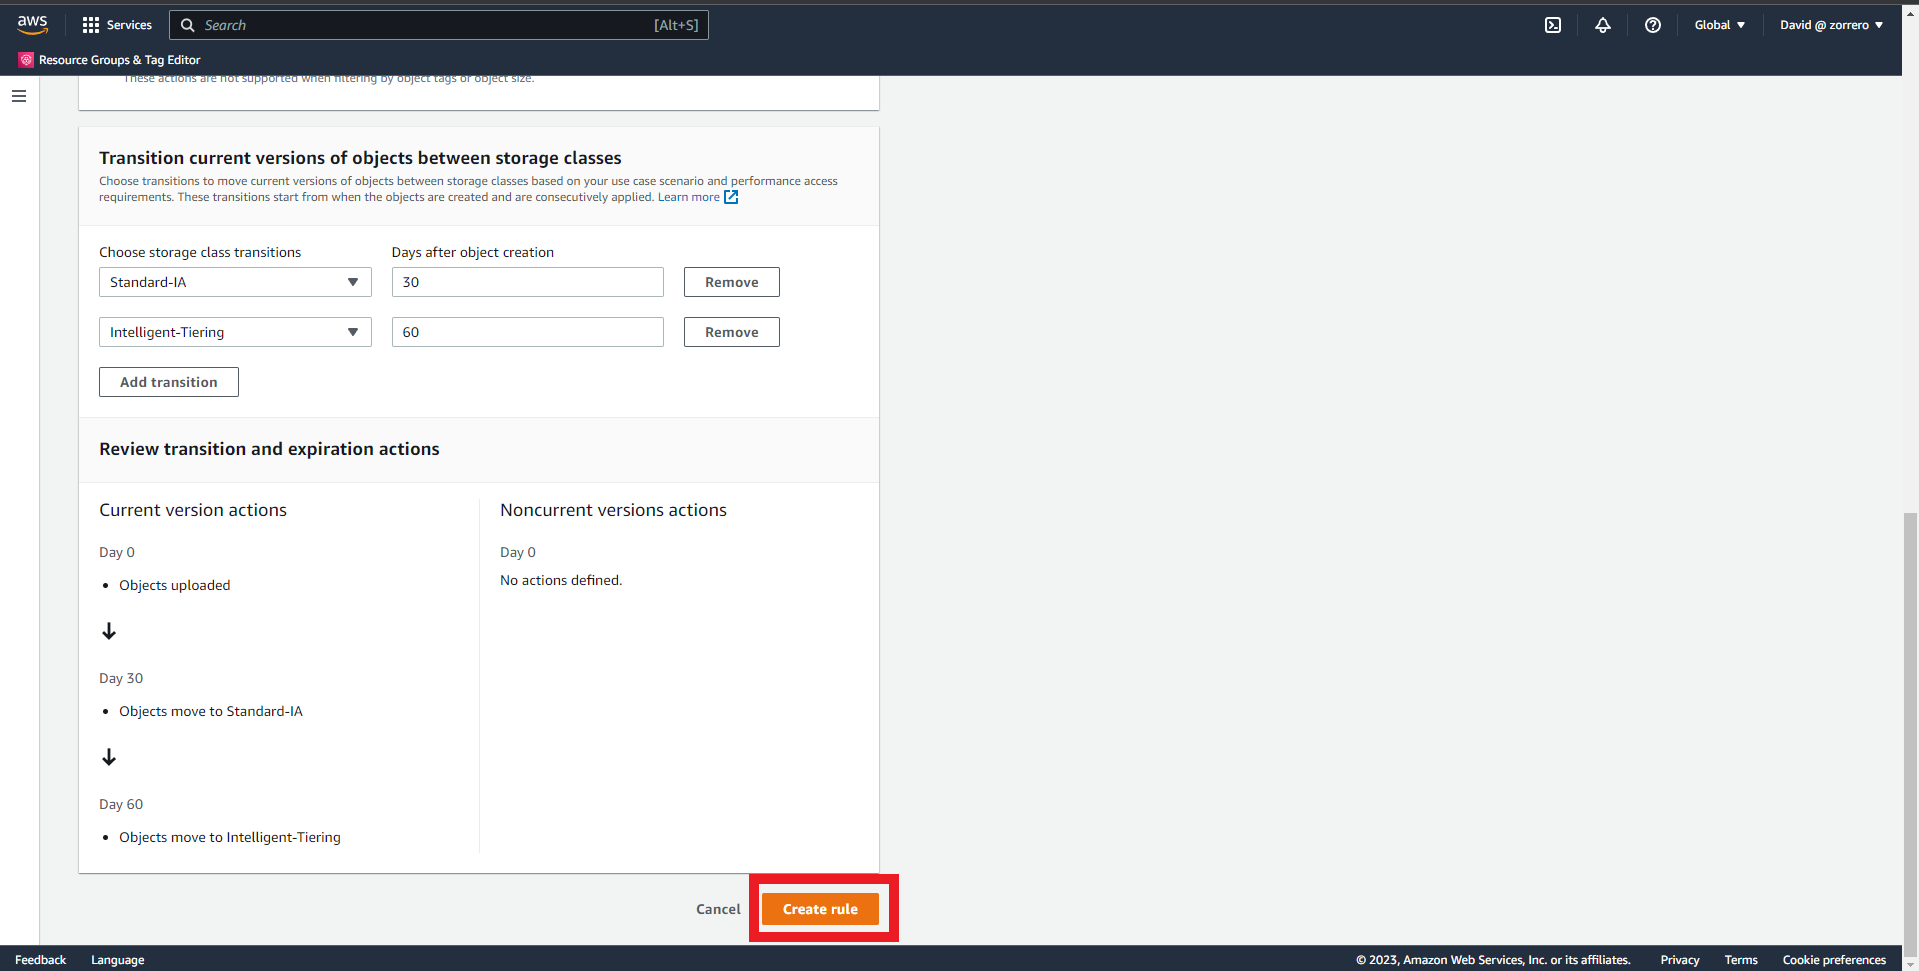 aws
Services
Search
[Alt+S]
Global
David @ zorrero
Resource Groups & Tag Editor
These actions are not supported when filtering by object tags or object size.
Transition current versions of objects between storage classes
Choose transitions to move current versions of objects between storage classes based on your use case scenario and performance access
requirements. These transitions start from when the objects are created and are consecutively applied. Learn more
Choose storage class transitions
Days after object creation
Standard-IA
30
Remove
Intelligent-Tiering
60
Remove
Add transition
Review transition and expiration actions
Current version actions
Day 0
Objects uploaded
Day 30
Objects move to Standard-IA
Day 60
Objects move to Intelligent-Tiering
Noncurrent versions actions
Day 0
No actions defined.
Cancel
Create rule
Feedback
Language
© 2023, Amazon Web Services, Inc. or its affiliates.
Privacy
Terms
Cookie preferences